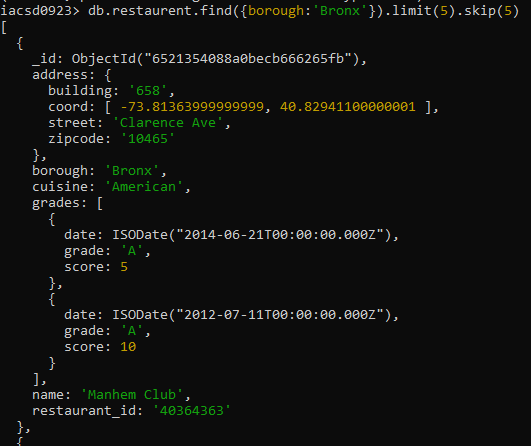 iacsd0923> db.restaurent.find({borough:'Bronx'}).limit(5).skip(5)
[
  {
    _id: ObjectId("6521354088a0becb666265fb"),
    address: {
      building: '658',
      coord: [ -73.81363999999999, 40.82941100000001 ],
      street: 'Clarence Ave',
      zipcode: '10465'
    },
    borough: 'Bronx',
    cuisine: 'American',
    grades: [
      {
        date: ISODate("2014-06-21T00:00:00.000Z"),
        grade: 'A',
        score: 5
      },
      {
        date: ISODate("2012-07-11T00:00:00.000Z"),
        grade: 'A',
        score: 10
      }
    ],
    name: 'Manhem Club',
    restaurant_id: '40364363'
  },
  {